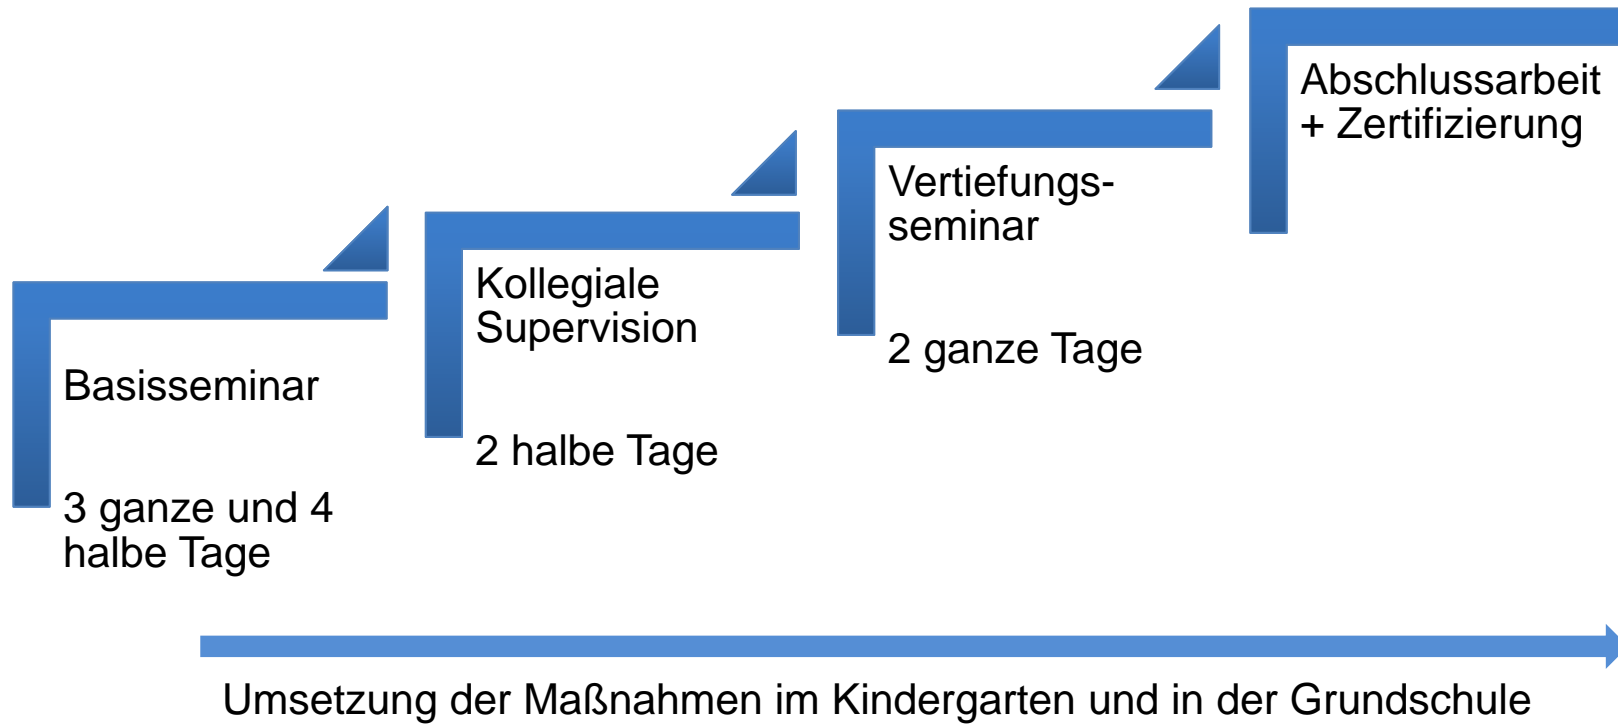 Basisseminar
3 ganze und 4
halbe Tage
Kollegiale
Supervision
2 halbe Tage
Vertiefungs-
seminar
2 ganze Tage
Abschlussarbeit
+ Zertifizierung
Umsetzung der Maßnahmen im Kindergarten und in der Grundschule